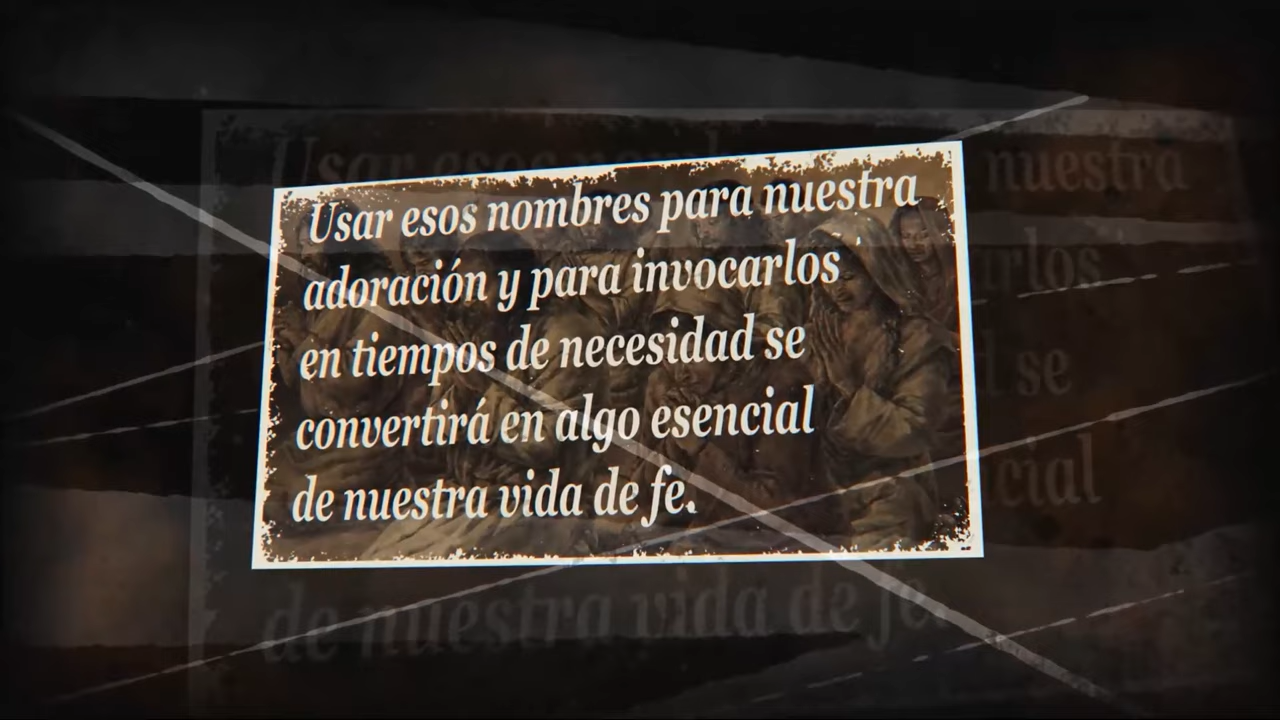 Usar esos nombres para nuestra
adoración y para invocarlos
en tiempos de necesidad se
convertirá en algo esencial
de nuestra vida de fe.